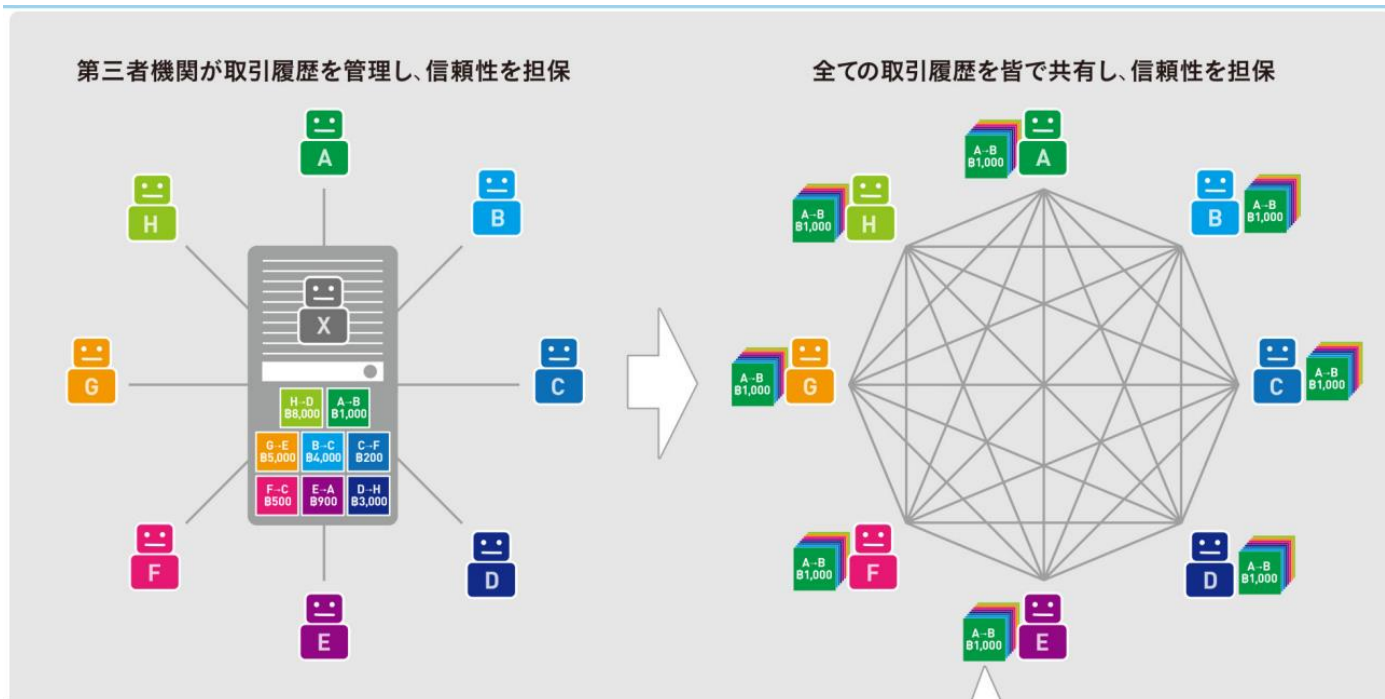 第三者機関が取引履歴を管理し、信頼性を担保
A
H
B
X
G
C
H→D
B8,000
A→B
B1,000
G→E
B5,000
B→C
B4,000
C→F
B200
F→C
B500
E→A
B900
D→H
B3,000
F
D
E
全ての取引履歴を皆で共有し、信頼性を担保
A→B
B1,000
A
A→B
B1,000
H
B
A→B
B1,000
A→B
B1,000
G
C
A→B
B1,000
A→B
B1,000
F
D
A→B
B1,000
A→B
B1,000
E